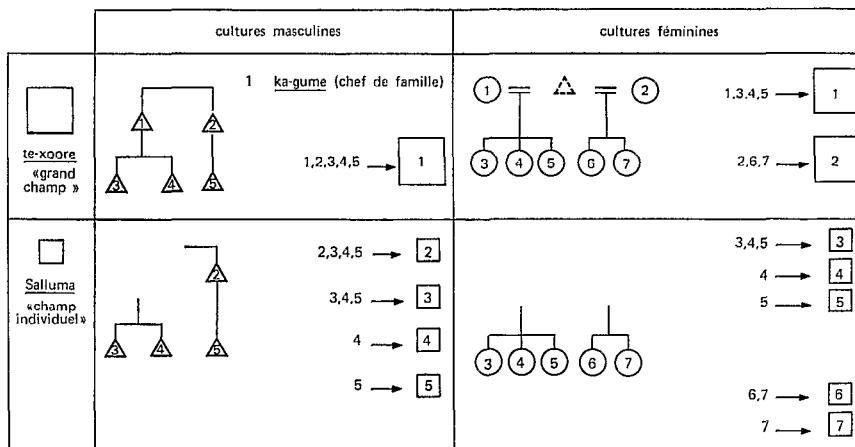 cultures masculines
cultures féminines
te-xoore
«grand
champ »
1 ka-gume (chef de famille)
1
2
3
4
5
1,2,3,4,5 → 1
1
2
3
4
5
6
7
1,3.4,5 → 1
2,6,7 → 2
Salluma
«champ
individuel»
2
3
4
5
2,3,4,5 → 2
3,4,5 → 3
4 → 4
5 → 5
3
4
5
6
7
3,4,5 → 3
4 → 4
5 → 5
6,7 → 6
7 → 7